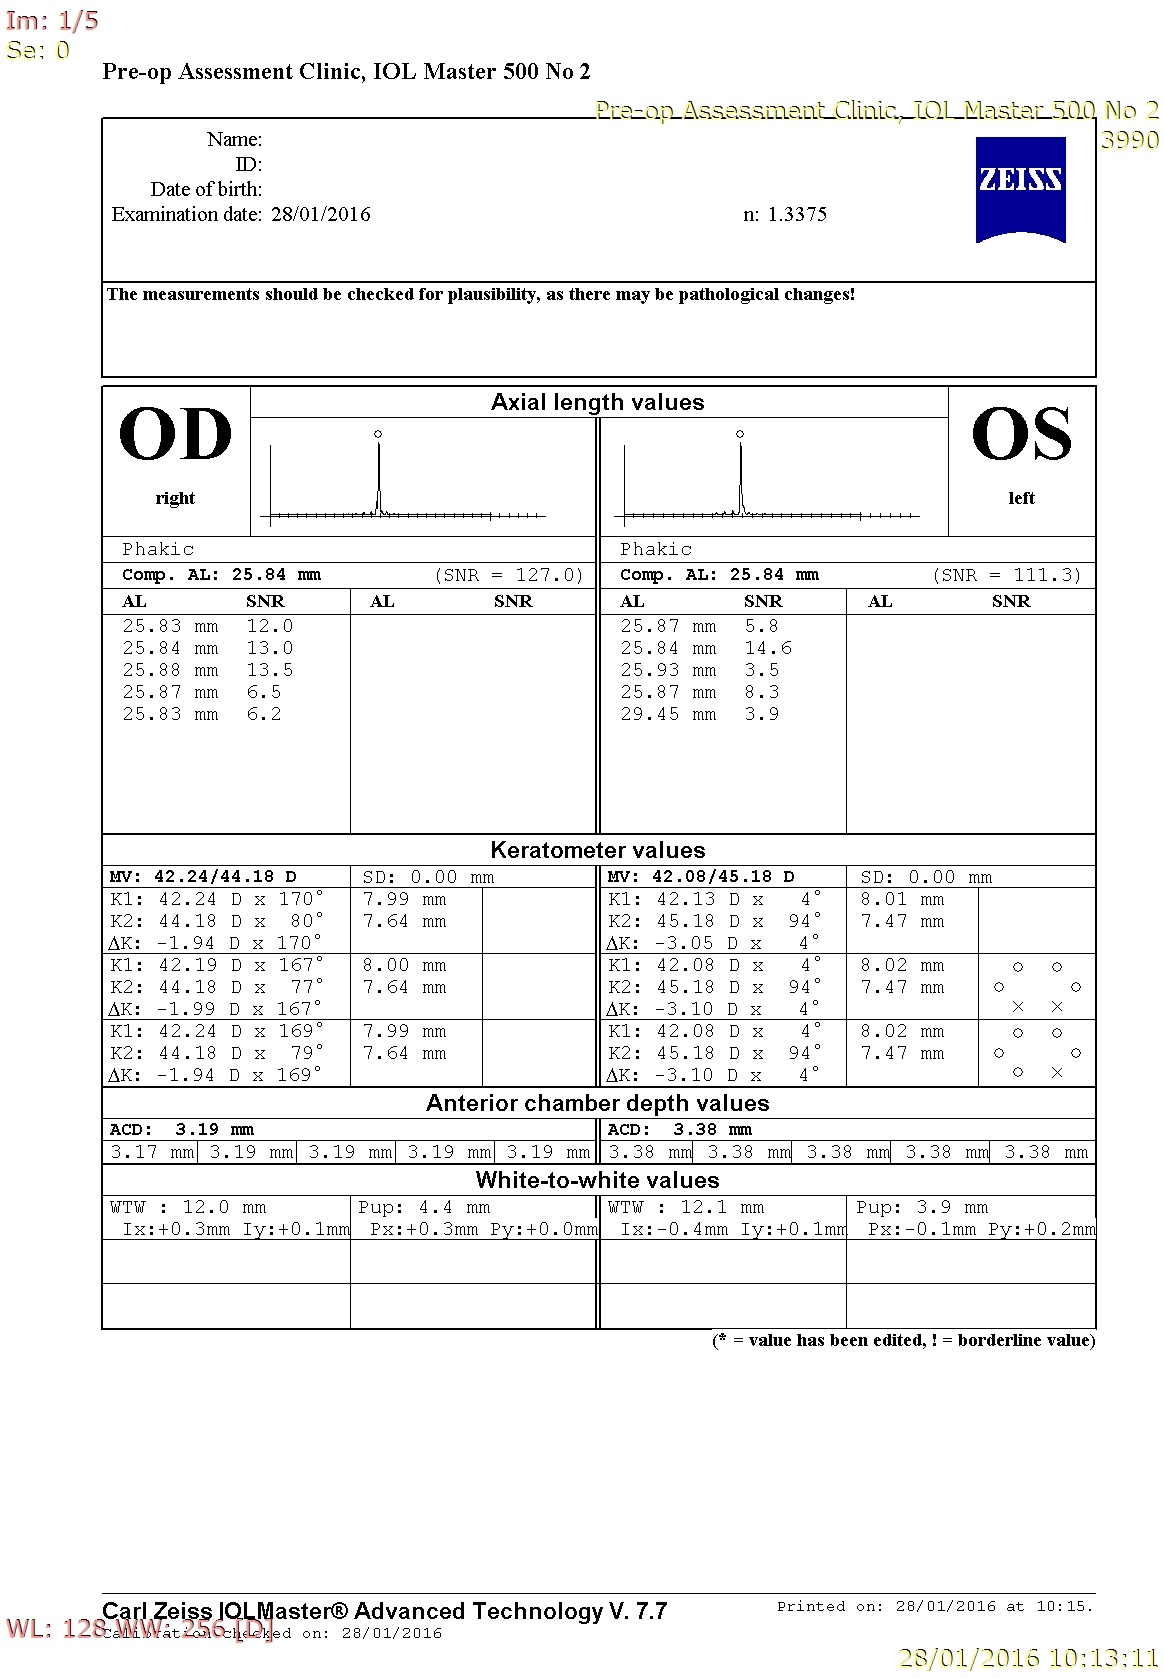 Im: 1/5
Se: 0
Pre-op Assessment Clinic, IOL Master 500 No 2
Pre-op Assessment Clinic, IOL Master 500 No 2
3990
Name:
ID:
Date of birth:
Examination date: 28/01/2016 n: 1.3375
ZEISS
The measurements should be checked for plausibility, as there may be pathological changes!
OD
right
Axial length values
OS
left
Phakic Phakic
Comp. AL: 25.84 mm (SNR = 127.0) Comp. AL: 25.84 mm (SNR = 111.3)
AL SNR AL SNR AL SNR AL SNR
25.83 mm 12.0 25.87 mm 5.8
25.84 mm 13.0 25.84 mm 14.6
25.88 mm 13.5 25.93 mm 3.5
25.87 mm 6.5 25.87 mm 8.3
25.83 mm 6.2 29.45 mm 3.9
Keratometer values
MV: 42.24/44.18 D SD: 0.00 mm MV: 42.08/45.18 D SD: 0.00 mm
K1: 42.24 D x 170° 7.99 mm K1: 42.13 D x 4° 8.01 mm
K2: 44.18 D x 80° 7.64 mm K2: 45.18 D x 94° 7.47 mm
ΔK: -1.94 D x 170° ΔK: -3.05 D x 4°
K1: 42.19 D x 167° 8.00 mm K1: 42.08 D x 4° 8.02 mm
K2: 44.18 D x 77° 7.64 mm K2: 45.18 D x 94° 7.47 mm
ΔK: -1.99 D x 167° ΔK: -3.10 D x 4°
K1: 42.24 D x 169° 7.99 mm K1: 42.08 D x 4° 8.02 mm
K2: 44.18 D x 79° 7.64 mm K2: 45.18 D x 94° 7.47 mm
ΔK: -1.94 D x 169° ΔK: -3.10 D x 4°
Anterior chamber depth values
ACD: 3.19 mm ACD: 3.38 mm
3.17 mm 3.19 mm 3.19 mm 3.19 mm 3.19 mm 3.38 mm 3.38 mm 3.38 mm 3.38 mm 3.38 mm
White-to-white values
WTW : 12.0 mm Pup: 4.4 mm WTW : 12.1 mm Pup: 3.9 mm
Ix:+0.3mm Iy:+0.1mm Px:+0.3mm Py:+0.0mm Ix:-0.4mm Iy:+0.1mm Px:-0.1mm Py:+0.2mm
(* = value has been edited, ! = borderline value)
Carl Zeiss IOLMaster® Advanced Technology V. 7.7 Printed on: 28/01/2016 at 10:15.
WL: 128 WW: 256 [D]
Calibration checked on: 28/01/2016
28/01/2016 10:13:11